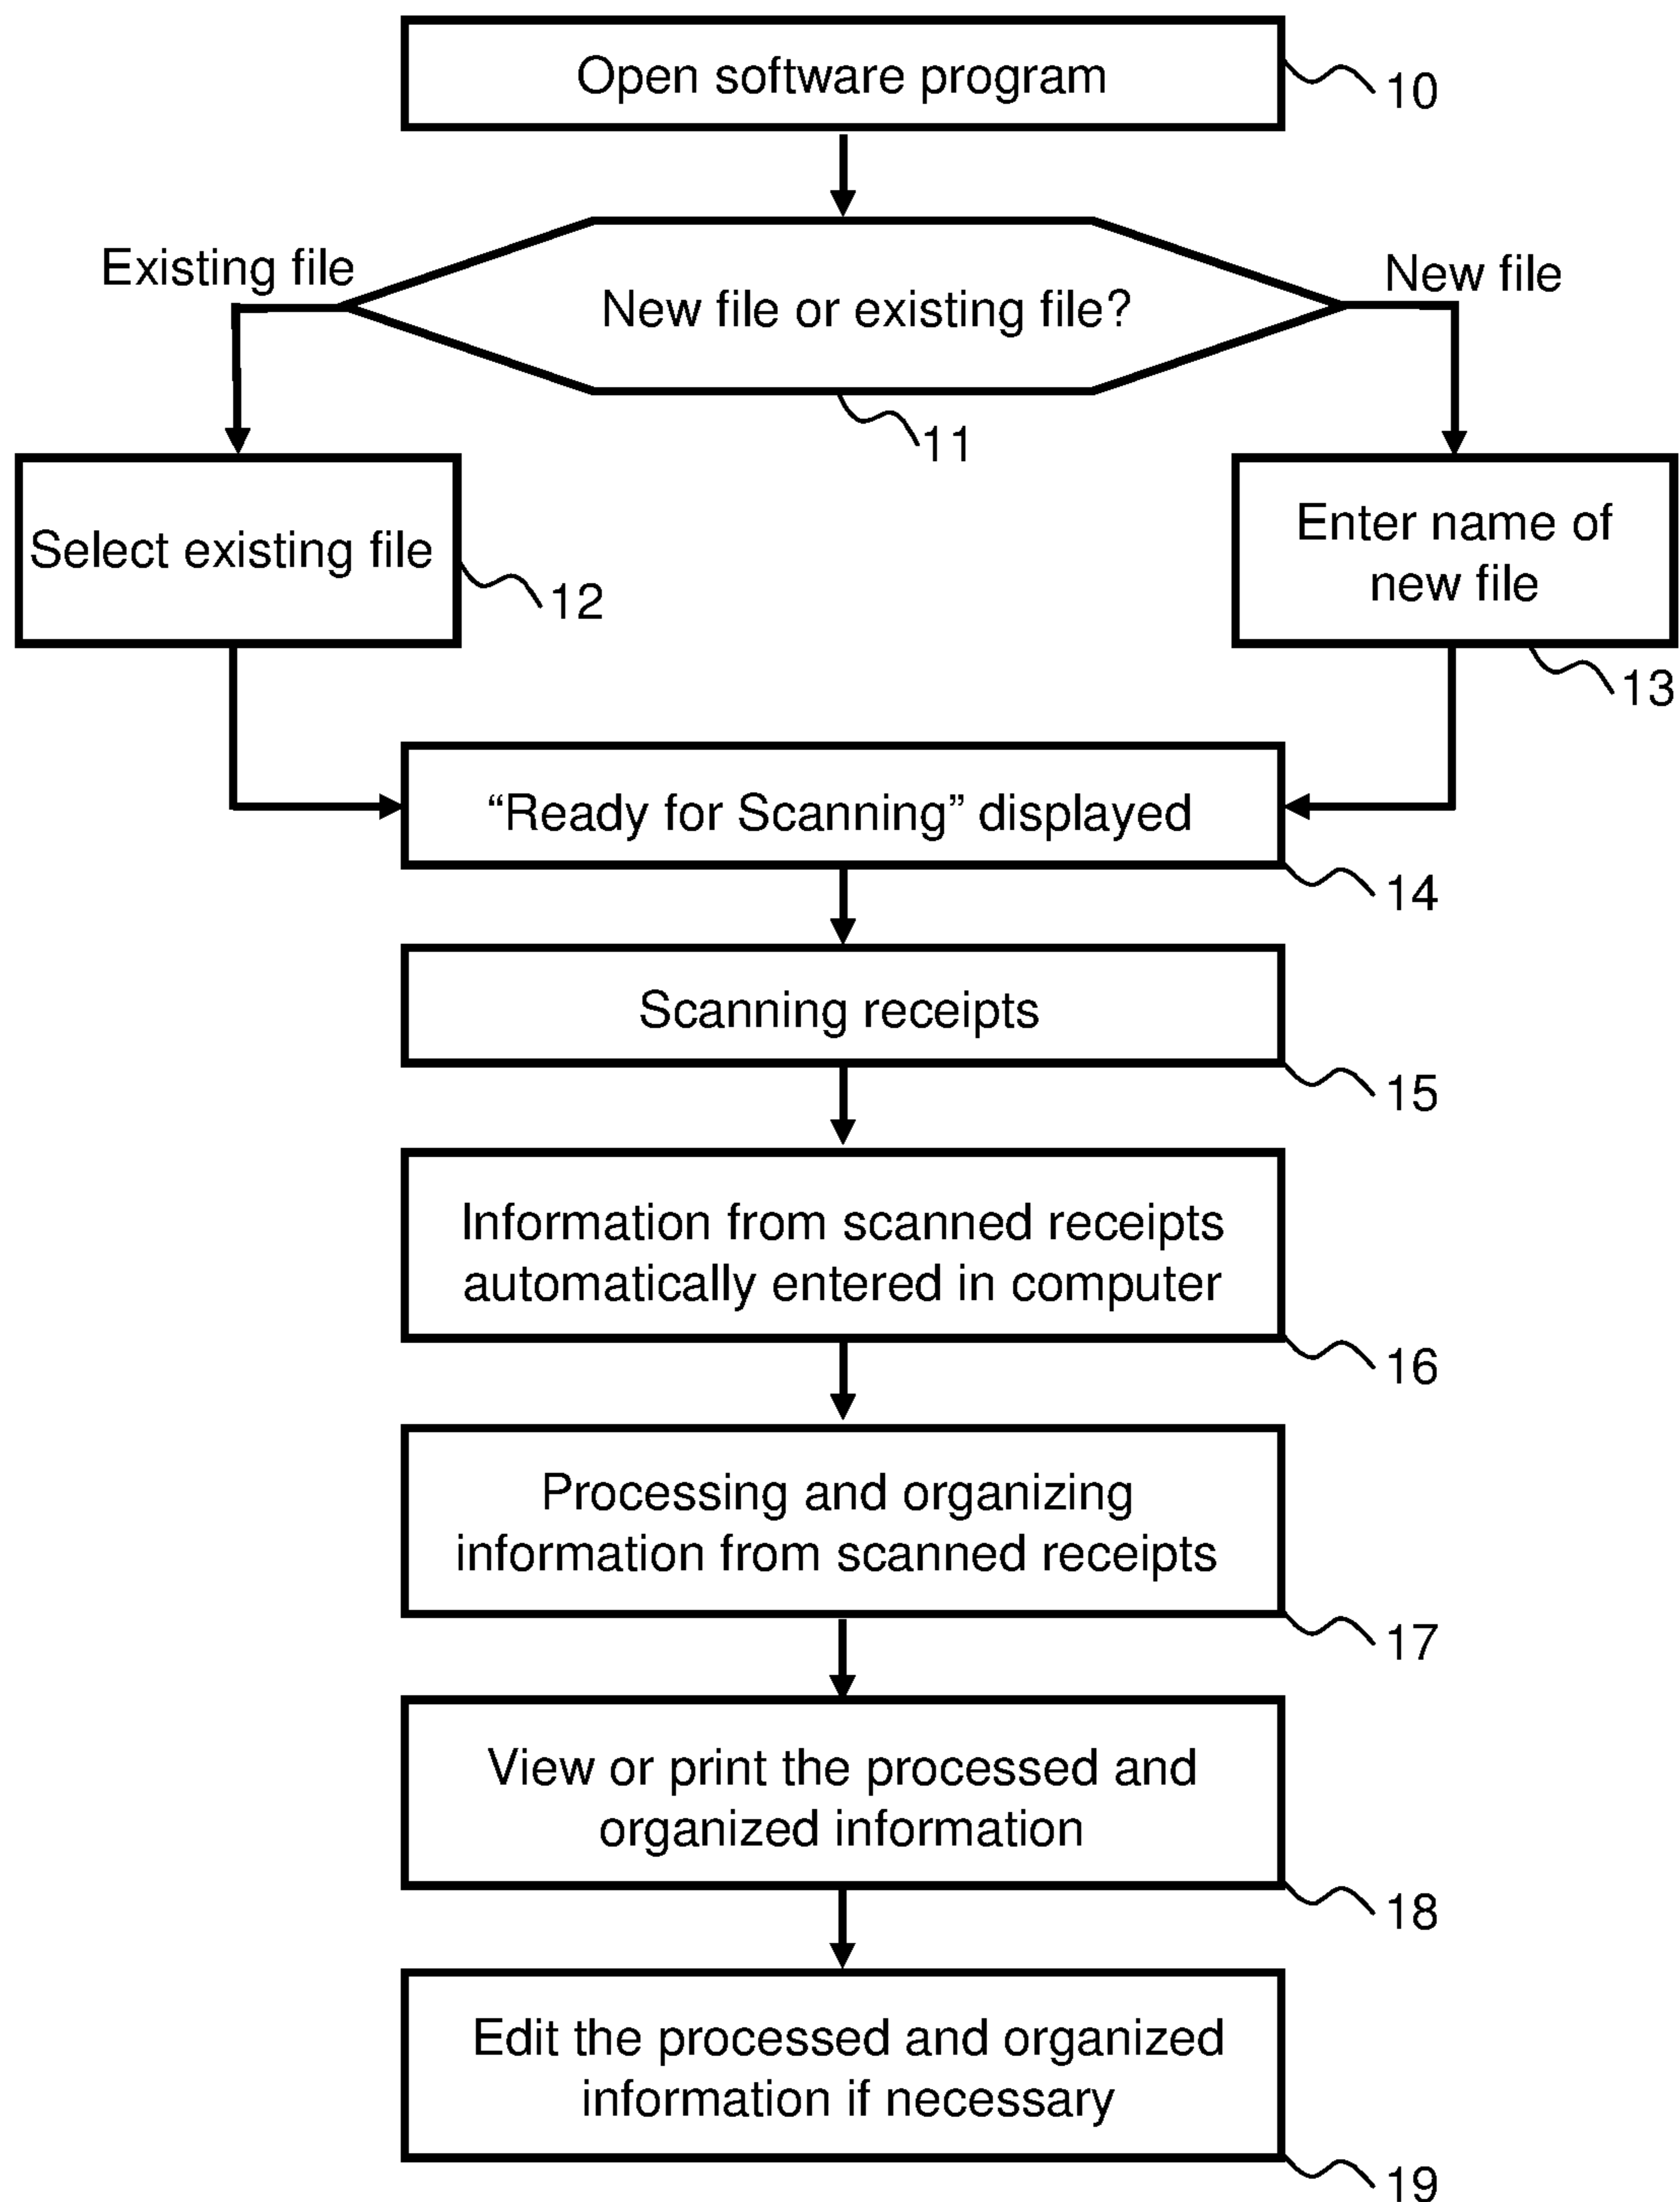 Open software program
10
Existing file
New file or existing file?
New file
11
Select existing file
12
Enter name of
new file
13
“Ready for Scanning” displayed
14
Scanning receipts
15
Information from scanned receipts
automatically entered in computer
16
Processing and organizing
information from scanned receipts
17
View or print the processed and
organized information
18
Edit the processed and organized
information if necessary
19